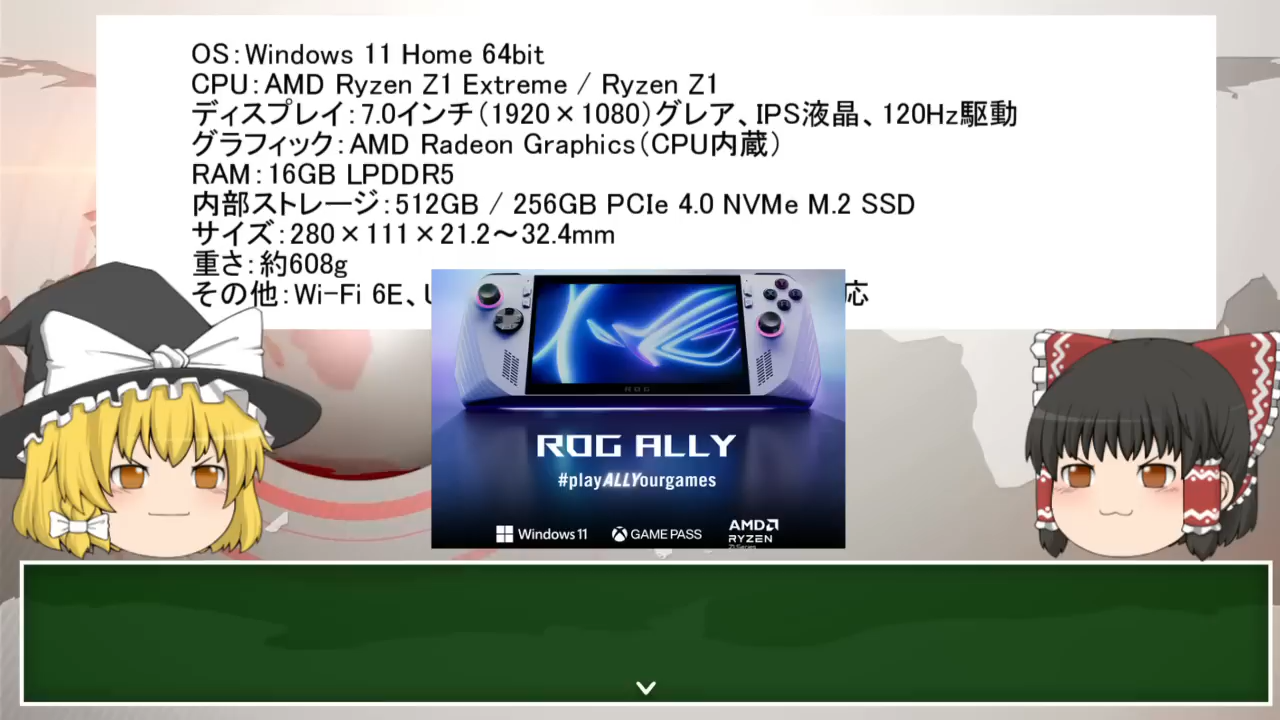 OS：Windows 11 Home 64bit
CPU：AMD Ryzen Z1 Extreme / Ryzen Z1
ディスプレイ：7.0インチ（1920×1080）グレア、IPS液晶、120Hz駆動
グラフィック：AMD Radeon Graphics（CPU内蔵）
RAM：16GB LPDDR5
内部ストレージ：512GB / 256GB PCIe 4.0 NVMe M.2 SSD
サイズ：280×111×21.2～32.4mm
重さ：約608g
その他：Wi-Fi 6E、
応
ROG
ROG ALLY
#playALLYourgames
Windows 11
GAME PASS
AMD
RYZEN
Z1 Series